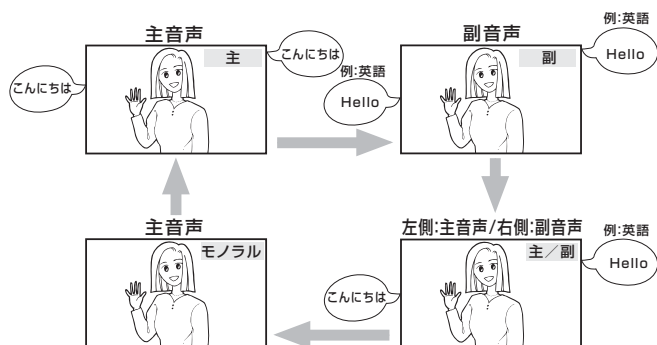 主音声
主
こんにちは
こんにちは
副音声
副
例:英語
Hello
例:英語
Hello
主音声
モノラル
左側:主音声/右側:副音声
主／副
例:英語
Hello
こんにちは